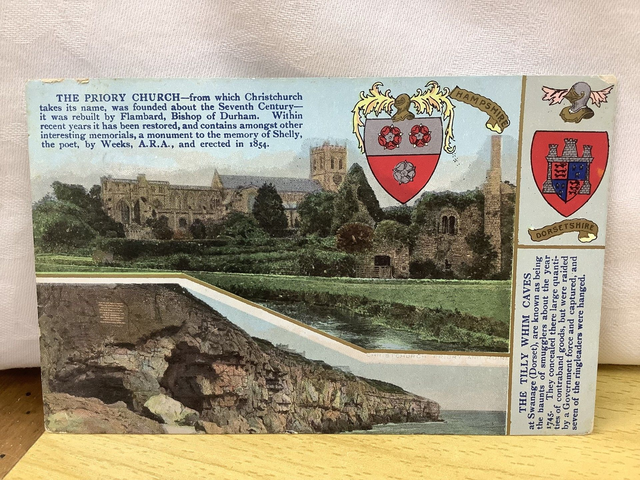 THE PRIORY CHURCH—from which Christchurch
takes its name, was founded about the Seventh Century—
it was rebuilt by Flambard, Bishop of Durham. Within
recent years it has been restored, and contains amongst other
interesting memorials, a monument to the memory of Shelly,
the poet, by Weeks, A.R.A., and erected in 1854.
HAMPSHIRE
DORSETSHIRE
THE TILLY WHIM CAVES
at Swanage (Dorset), are known as being
the haunts of smugglers about the year
1745. They concealed there large quanti-
ties of contraband goods, but were raided
by a Government force and captured, and
seven of the ringleaders were hanged.